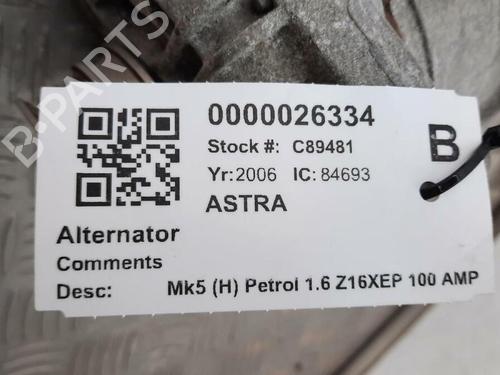 B-PARTS
0000026334
Stock #: C89481
B
Yr:2006 IC:84693
ASTRA
Alternator
Comments
Desc: Mk5 (H) Petrol 1.6 Z16XEP 100 AMP